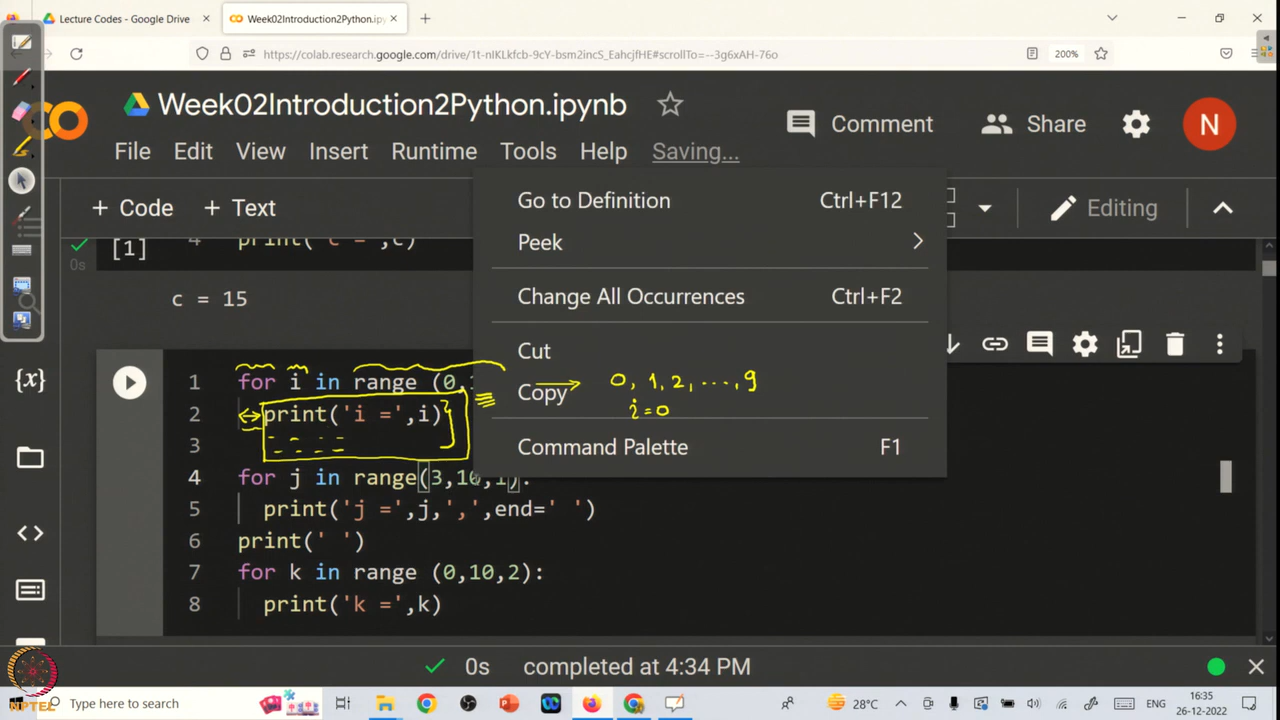 Lecture Codes - Google Drive
Week02Introduction2Python.ipynb
https://colab.research.google.com/drive/1t-nIKLkfcb-9cY-bsm2incS_EahcjfHE#scrollTo=--3g6xAH-76o
200%
Week02Introduction2Python.ipynb
Comment
Share
N
File Edit View Insert Runtime Tools Help Saving...
+ Code + Text
Editing
Go to Definition Ctrl+F12
Peek
Change All Occurrences Ctrl+F2
Cut
Copy
Command Palette F1
[1]
0s
4 print('c =',c)
c = 15
1 for i in range (0,
2 print('i =',i)
3
4 for j in range(3,10,1):
5 print('j =',j,',',end=' ')
6 print(' ')
7 for k in range (0,10,2):
8 print('k =',k)
0, 1, 2, ..., 9
i=0
{x}
0s completed at 4:34 PM
NPTEL
Type here to search
28°C
16:35
26-12-2022